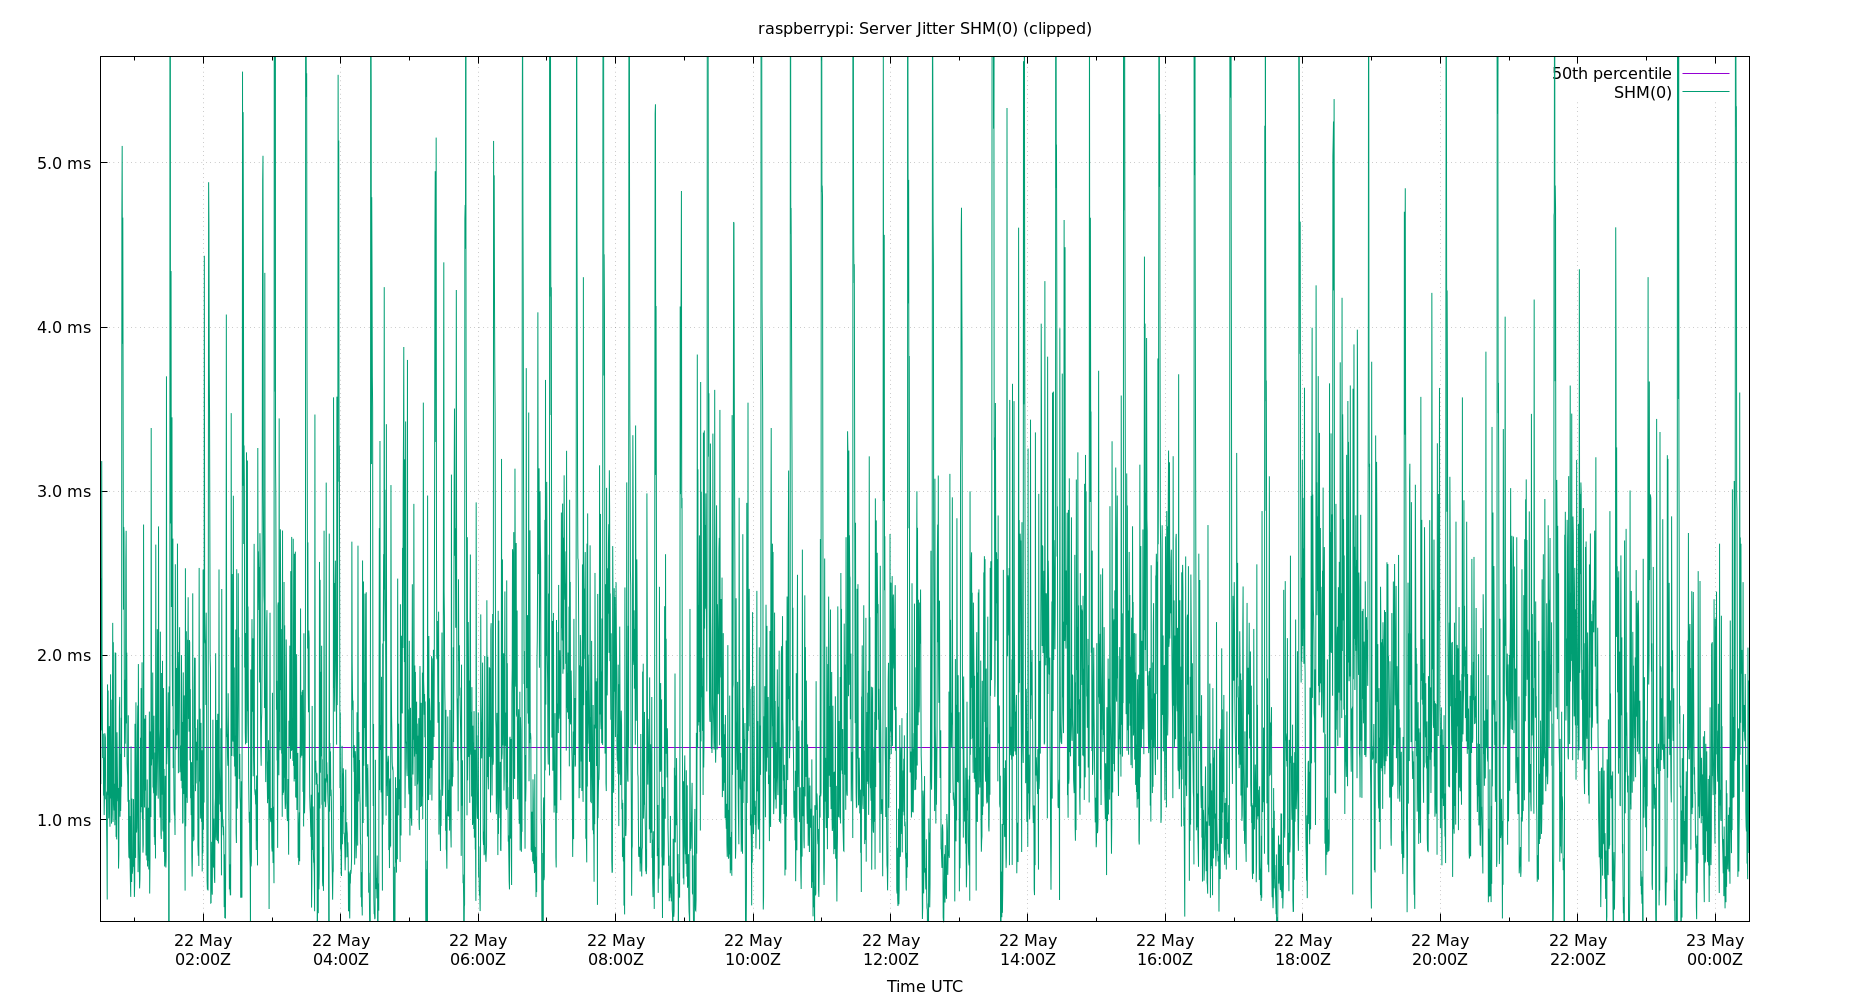 raspberrypi: Server Jitter SHM(0) (clipped)
50th percentile
SHM(0)
5.0 ms
4.0 ms
3.0 ms
2.0 ms
1.0 ms
22 May 22 May 22 May 22 May 22 May 22 May 22 May 22 May 22 May 22 May 22 May 23 May
02:00Z 04:00Z 06:00Z 08:00Z 10:00Z 12:00Z 14:00Z 16:00Z 18:00Z 20:00Z 22:00Z 00:00Z
Time UTC